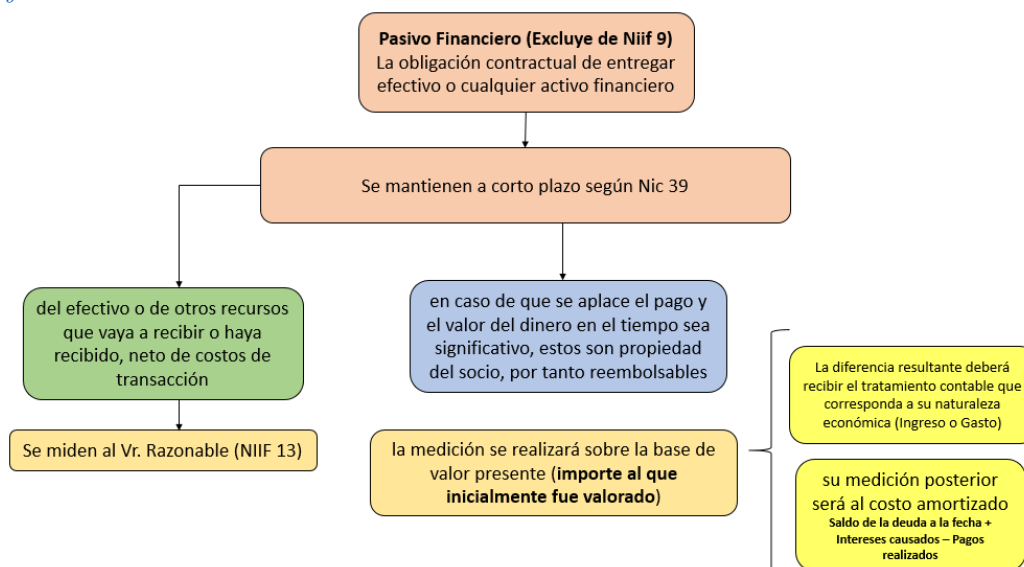 Pasivo Financiero (Excluye de Niif 9)
La obligación contractual de entregar
efectivo o cualquier activo financiero
Se mantienen a corto plazo según Nic 39
del efectivo o de otros recursos
que vaya a recibir o haya
recibido, neto de costos de
transacción
Se miden al Vr. Razonable (NIIF 13)
en caso de que se aplace el pago y
el valor del dinero en el tiempo sea
significativo, estos son propiedad
del socio, por tanto reembolsables
la medición se realizará sobre la base de
valor presente (importe al que
inicialmente fue valorado)
La diferencia resultante deberá
recibir el tratamiento contable que
corresponda a su naturaleza
económica (Ingreso o Gasto)
su medición posterior
será al costo amortizado
Saldo de la deuda a la fecha +
Intereses causados – Pagos
realizados